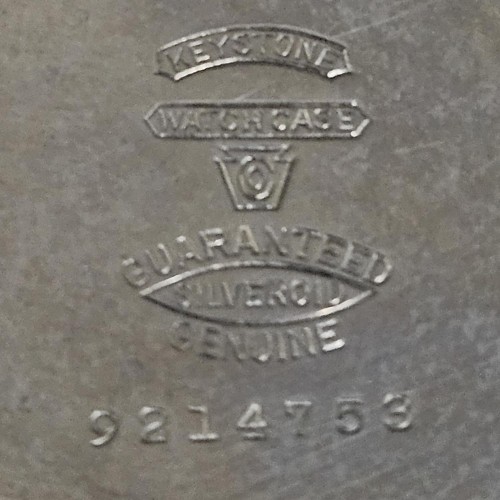 KEYSTONE
WATCH CASE
GUARANTEED
SILVEROID
GENUINE
9214753